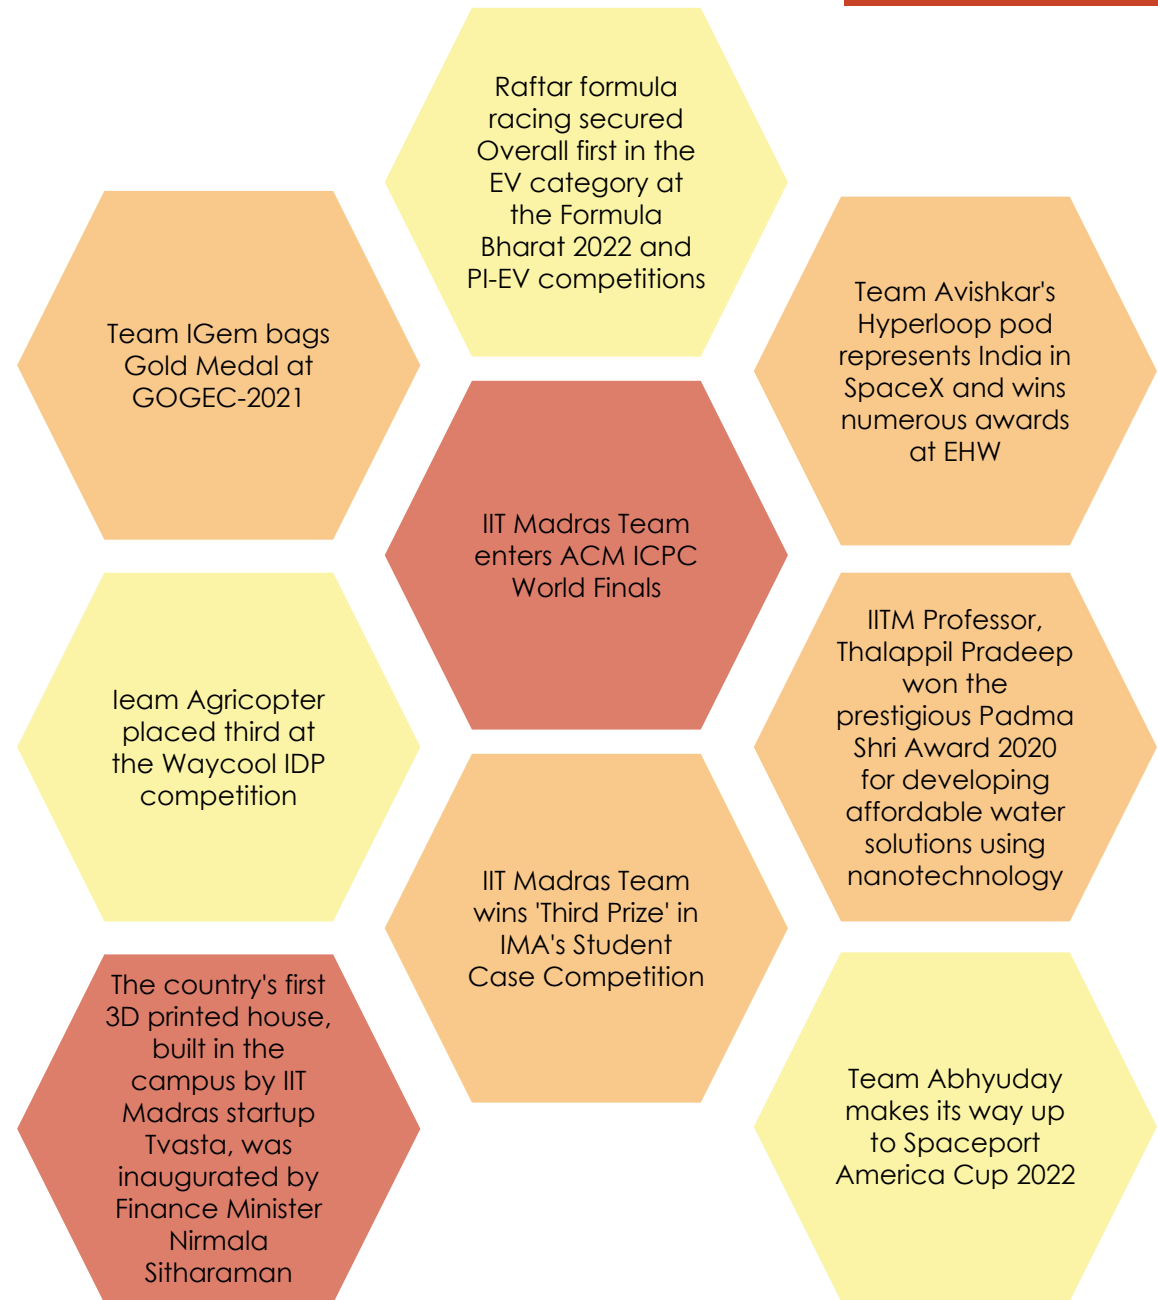 Raftar formula
racing secured
Overall first in the
EV category at
the Formula
Bharat 2022 and
PI-EV competitions
Team IGem bags
Gold Medal at
GOGEC-2021
Team Avishkar's
Hyperloop pod
represents India in
SpaceX and wins
numerous awards
at EHW
IIT Madras Team
enters ACM ICPC
World Finals
Ieam Agricopter
placed third at
the Waycool IDP
competition
IITM Professor,
Thalappil Pradeep
won the
prestigious Padma
Shri Award 2020
for developing
affordable water
solutions using
nanotechnology
IIT Madras Team
wins 'Third Prize' in
IMA's Student
Case Competition
The country's first
3D printed house,
built in the
campus by IIT
Madras startup
Tvasta, was
inaugurated by
Finance Minister
Nirmala
Sitharaman
Team Abhyuday
makes its way up
to Spaceport
America Cup 2022